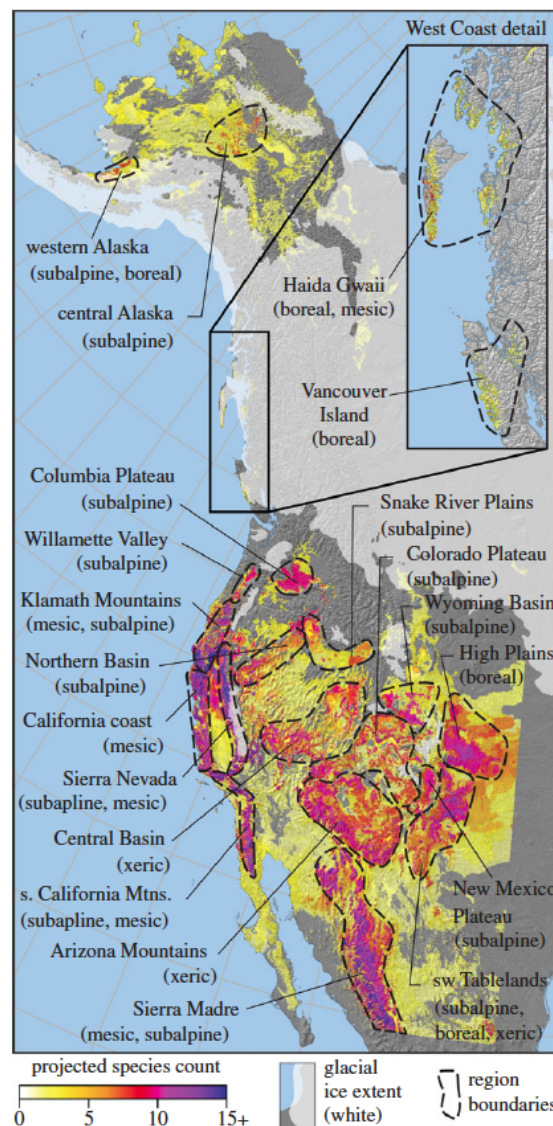 West Coast detail
western Alaska
(subalpine, boreal)
central Alaska
(subalpine)
Haida Gwaii
(boreal, mesic)
Vancouver
Island
(boreal)
Columbia Plateau
(subalpine)
Willamette Valley
(subalpine)
Klamath Mountains
(mesic, subalpine)
Northern Basin
(subalpine)
California coast
(mesic)
Sierra Nevada
(subapline, mesic)
Central Basin
(xeric)
s. California Mtns.
(subapline, mesic)
Arizona Mountains
(xeric)
Sierra Madre
(mesic, subalpine)
Snake River Plains
(subalpine)
Colorado Plateau
(subalpine)
Wyoming Basin
(subalpine)
High Plains
(boreal)
New Mexico
Plateau
(subalpine)
sw Tablelands
(subalpine,
boreal, xeric)
projected species count
0 5 10 15+
glacial
ice extent
(white)
region
boundaries